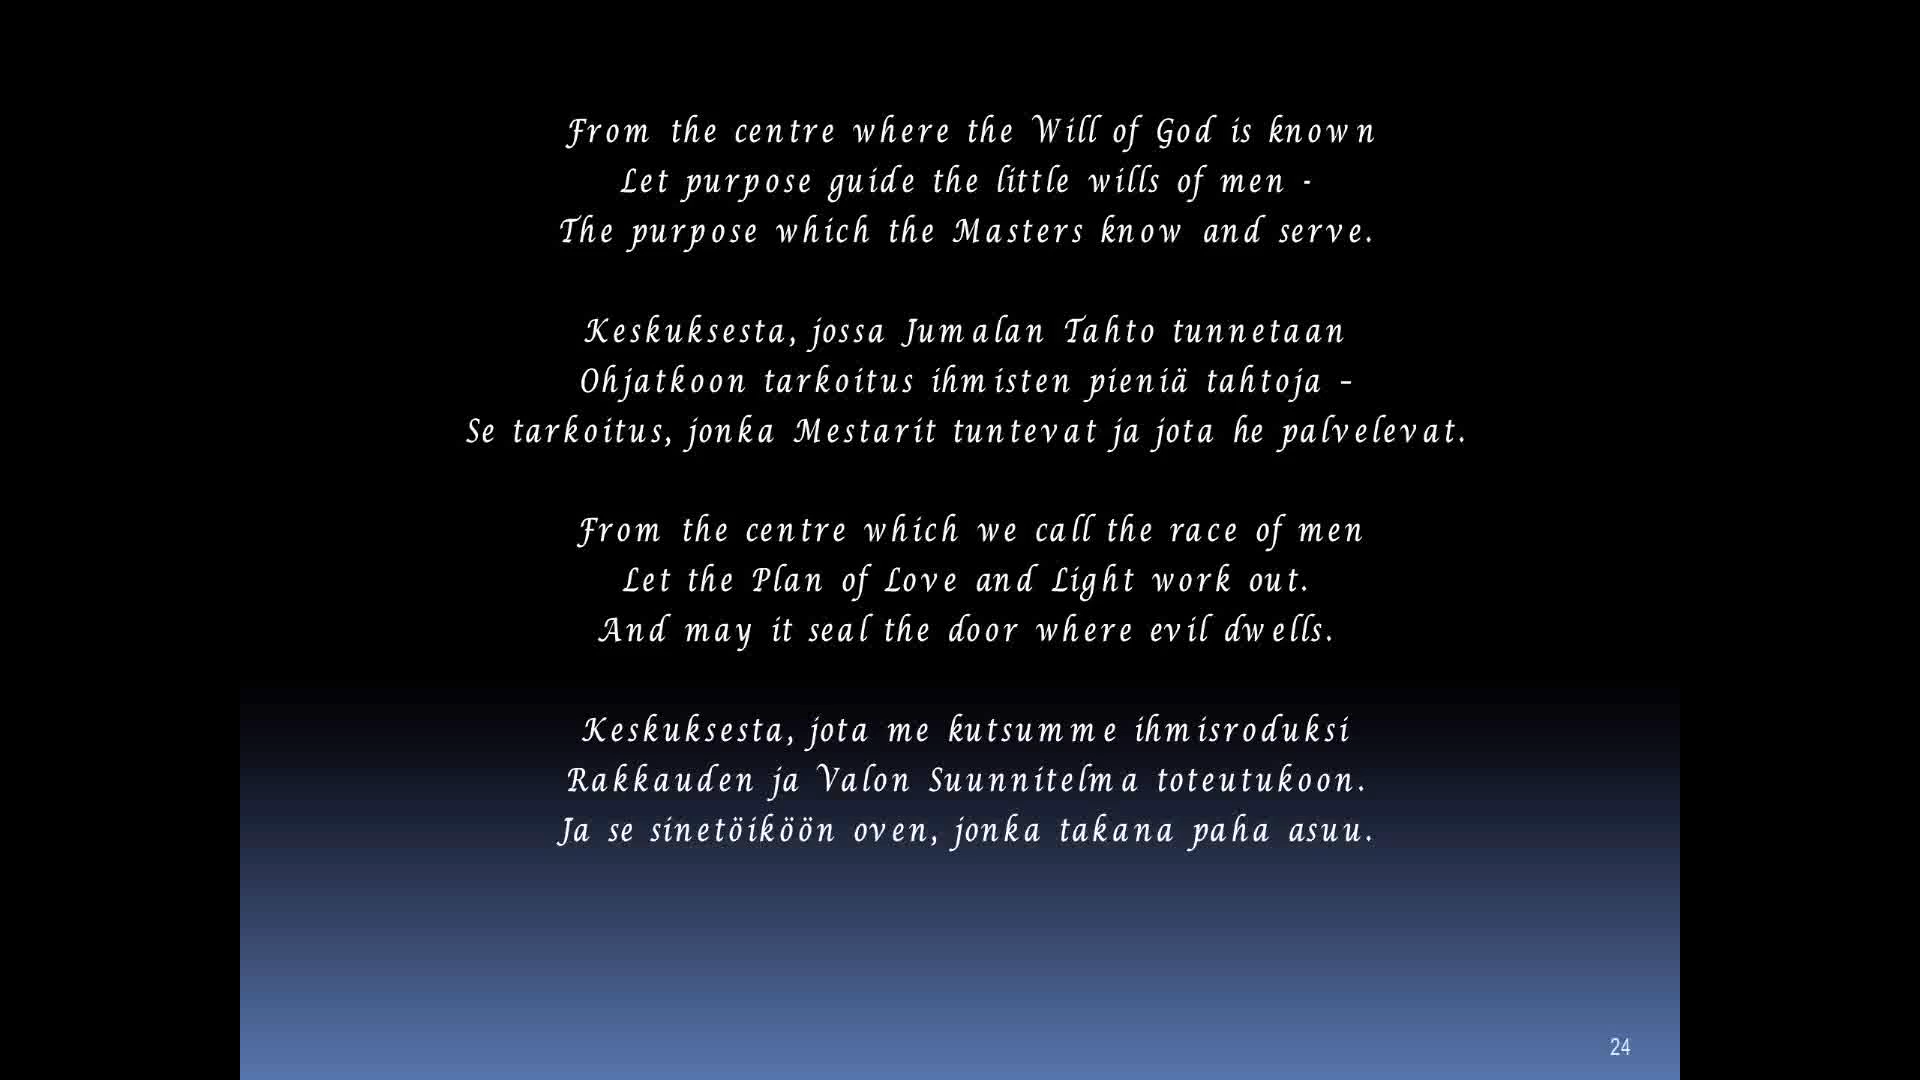 From the centre where the Will of God is known
Let purpose guide the little wills of men -
The purpose which the Masters know and serve.
Keskuksesta, jossa Jumalan Tahto tunnetaan
Ohjatkoon tarkoitus ihmisten pieniä tahtoja –
Se tarkoitus, jonka Mestarit tuntevat ja jota he palvelevat.
From the centre which we call the race of men
Let the Plan of Love and Light work out.
And may it seal the door where evil dwells.
Keskuksesta, jota me kutsumme ihmisroduksi
Rakkauden ja Valon Suunnitelma toteutukoon.
Ja se sinetöiköön oven, jonka takana paha asuu.
24